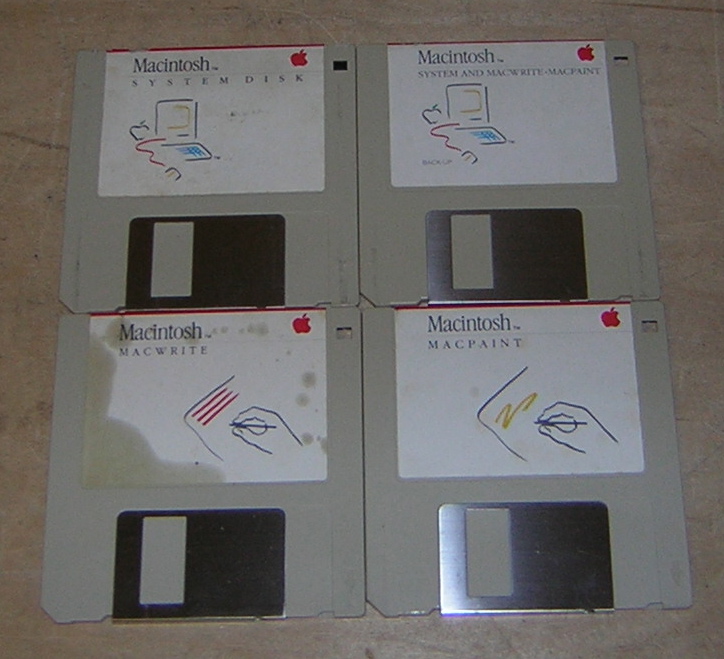 Macintosh™
SYSTEM DISK
Macintosh™
SYSTEM AND MACWRITE·MACPAINT
BACK-UP
Macintosh™
MACWRITE
Macintosh™
MACPAINT